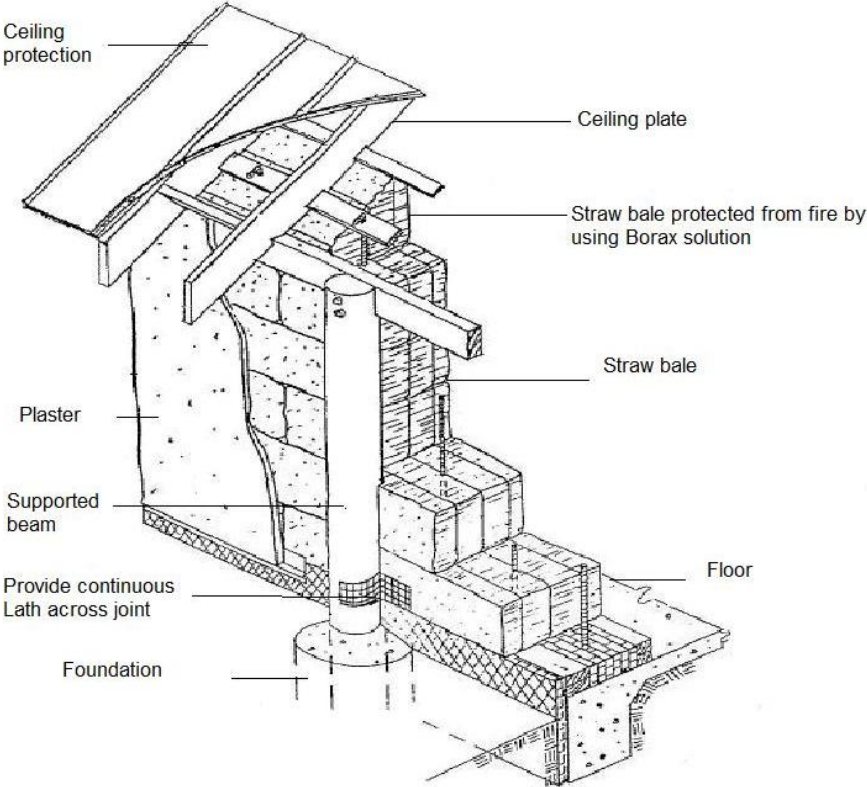 Ceiling
protection
Ceiling plate
Straw bale protected from fire by
using Borax solution
Straw bale
Plaster
Supported
beam
Floor
Provide continuous
Lath across joint
Foundation